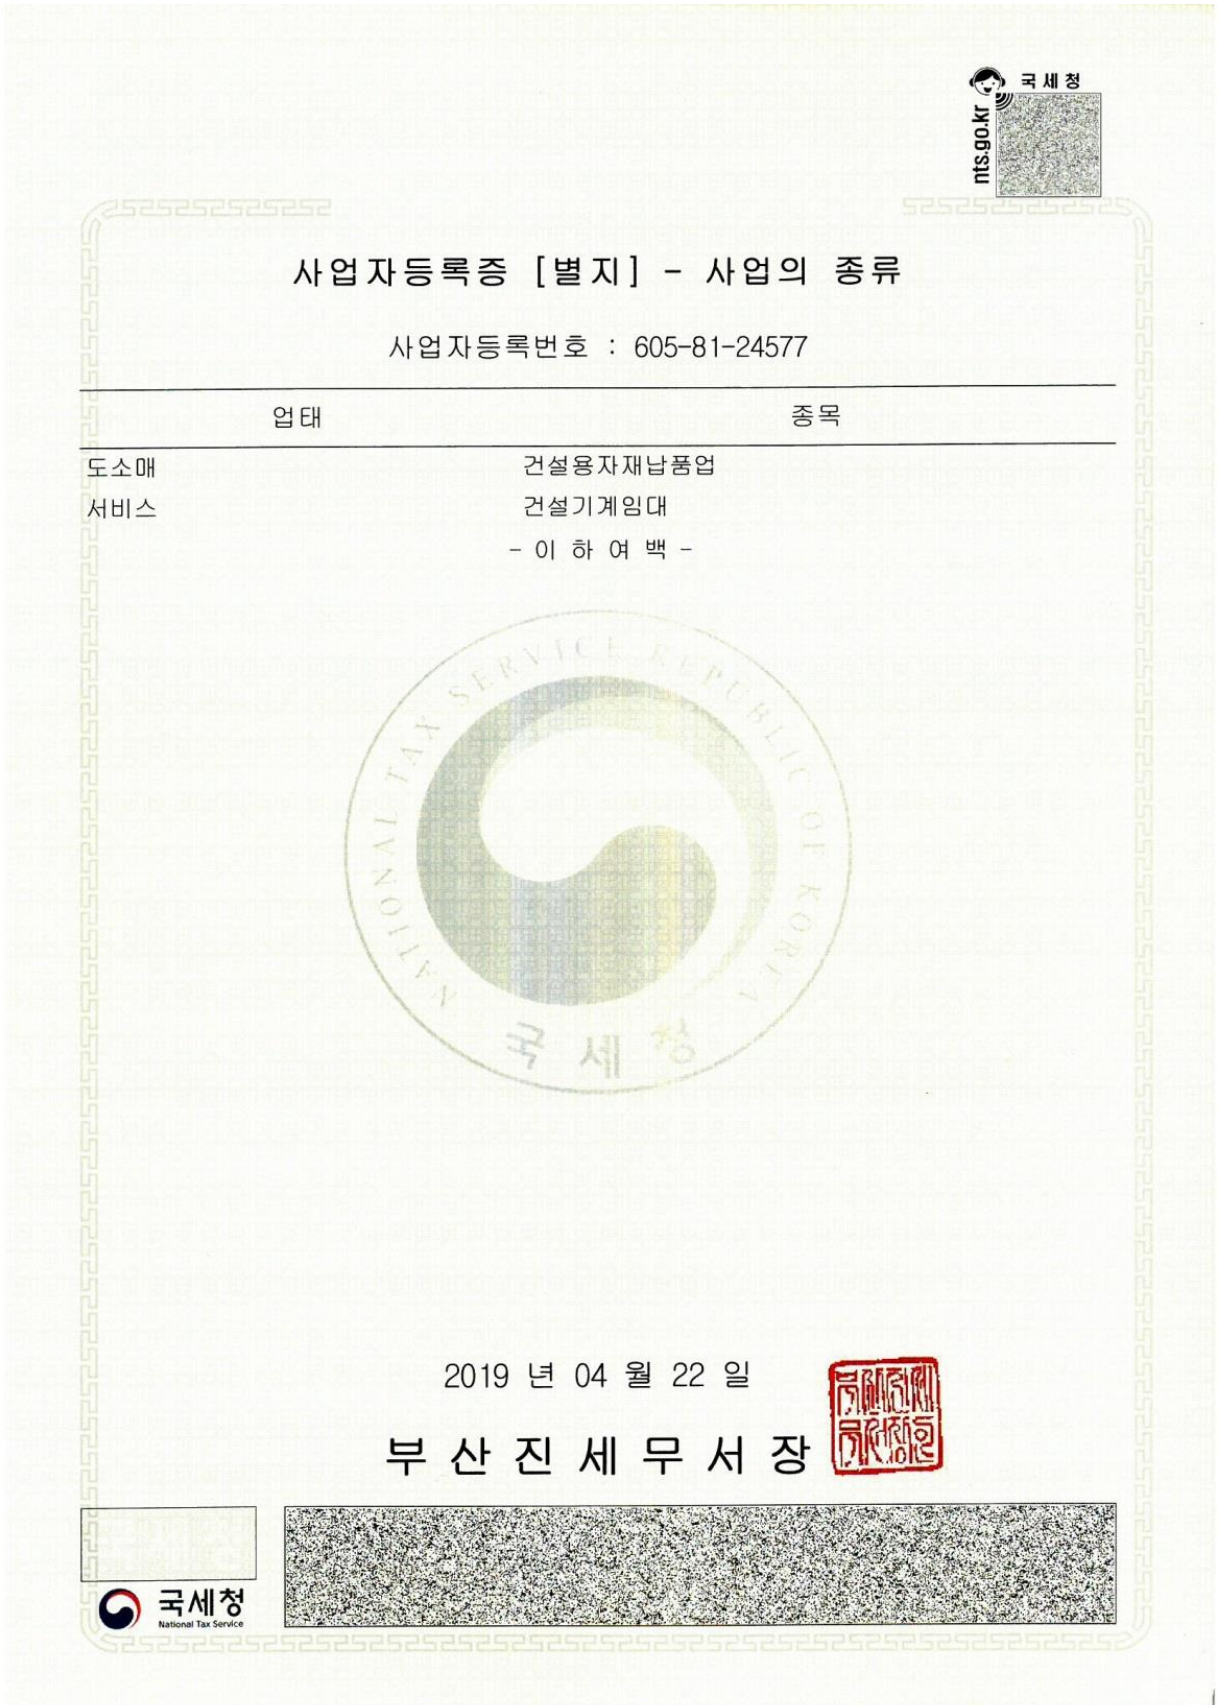 국세청
nts.go.kr
사업자등록증 [별지] - 사업의 종류
사업자등록번호 : 605-81-24577
업태 종목
도소매 건설용자재납품업
서비스 건설기계임대
- 이 하 여 백 -
NATIONAL TAX SERVICE REPUBLIC OF KOREA
국세청
2019 년 04 월 22 일
부산진세무서장
국세청
National Tax Service